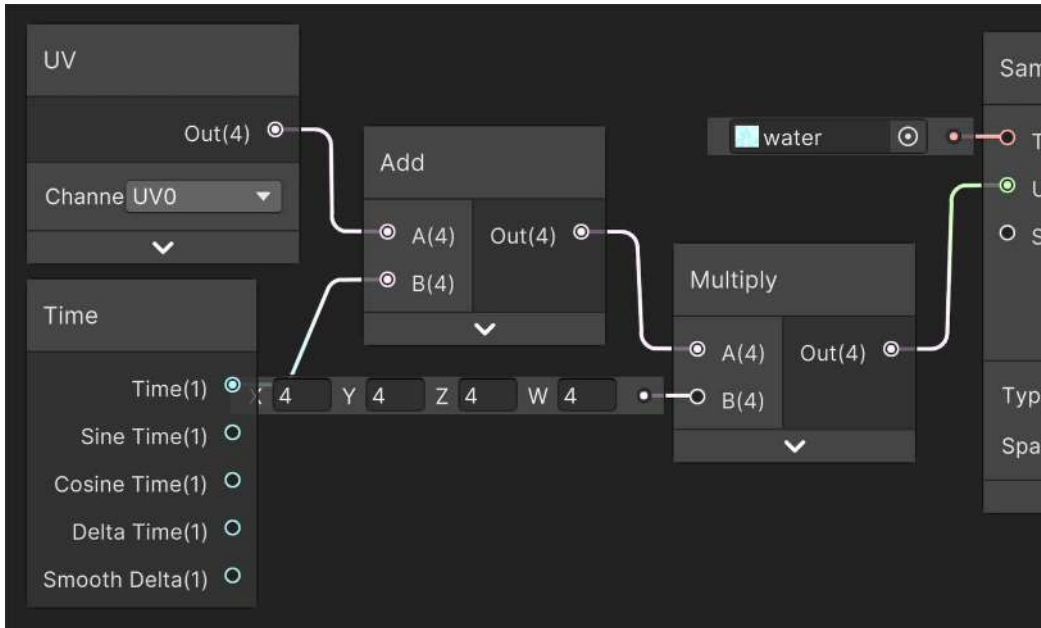 UV
Out(4)
Channe UV0
Time
Time(1)
Sine Time(1)
Cosine Time(1)
Delta Time(1)
Smooth Delta(1)
Add
A(4) Out(4)
B(4)
X 4 Y 4 Z 4 W 4
water
Multiply
A(4) Out(4)
B(4)
Sam
T
U
S
Typ
Spa